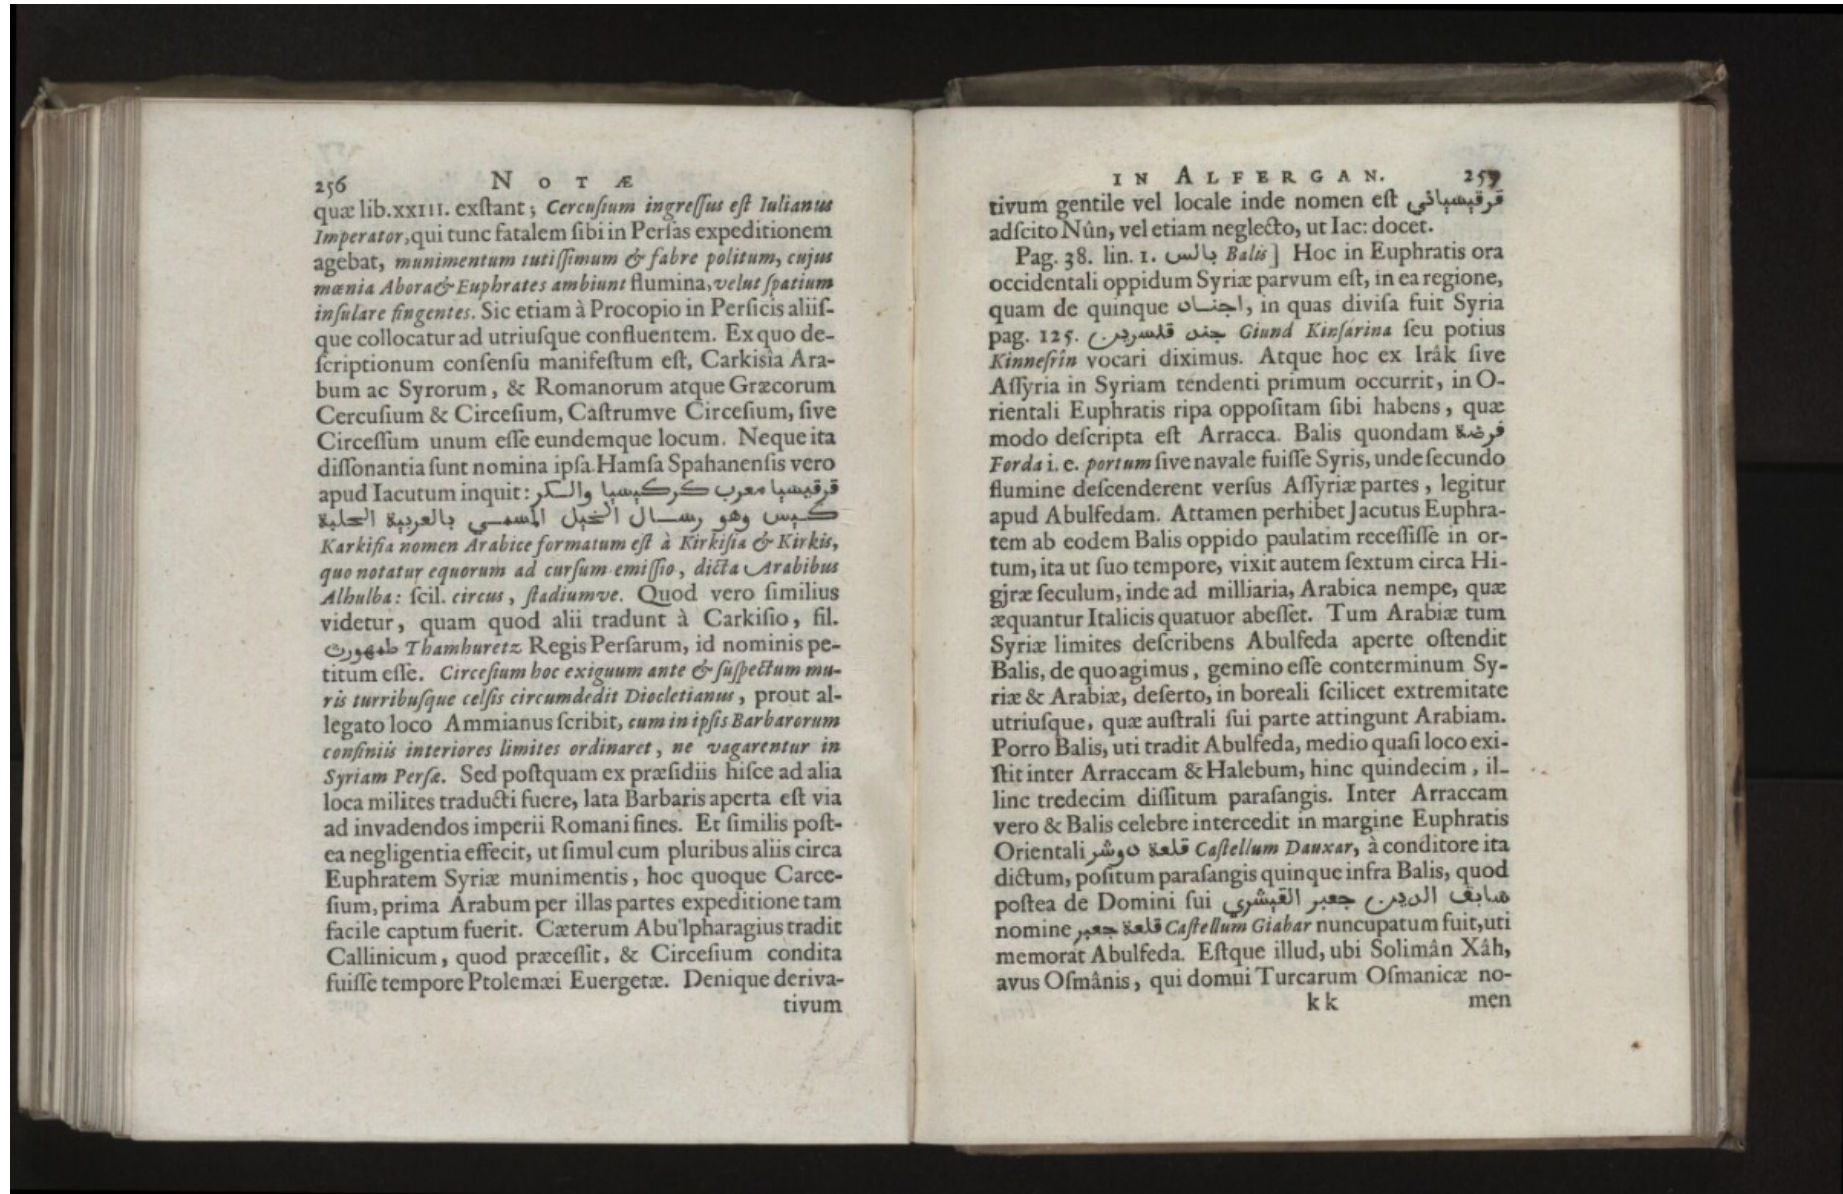 256 NOTÆ
quæ lib.XXIII. exſtant; Cercuſium ingreſſus eſt Iulianus
Imperator, qui tunc fatalem ſibi in Perſas expeditionem
agebat, munimentum tutiſſimum & fabre politum, cujus
mœnia Abora & Euphrates ambiunt flumina, velut ſpatium
inſulare fingentes. Sic etiam à Procopio in Perſicis aliiſ-
que collocatur ad utriuſque confluentem. Ex quo de-
ſcriptionum conſenſu manifeſtum eſt, Carkisìa Ara-
bum ac Syrorum, & Romanorum atque Græcorum
Cercuſium & Circeſium, Caſtrumve Circeſium, ſive
Circeſſum unum eſſe eundemque locum. Neque ita
diſſonantia ſunt nomina ipſa. Hamſa Spahanenſis vero
apud Iacutum inquit: قرقيسيا معرب كركيسيا والكر
كيس وهو رسال الخيل المسمي بالعربية الحلبة
Karkiſia nomen Arabice formatum eſt à Kirkiſia & Kirkis,
quo notatur equorum ad curſum emiſſio, dicta Arabibus
Alhulba: ſcil. circus, ſtadiumve. Quod vero ſimilius
videtur, quam quod alii tradunt à Carkiſio, fil.
طمهورث Thamhuretz Regis Perſarum, id nominis pe-
titum eſſe. Circeſium hoc exiguum ante & ſuſpectum mu-
ris turribuſque celſis circumdedit Diocletianus, prout al-
legato loco Ammianus ſcribit, cum in ipſis Barbarorum
confiniis interiores limites ordinaret, ne vagarentur in
Syriam Perſæ. Sed poſtquam ex præſidiis hiſce ad alia
loca milites traducti fuere, lata Barbaris aperta eſt via
ad invadendos imperii Romani fines. Et ſimilis poſt-
ea negligentia effecit, ut ſimul cum pluribus aliis circa
Euphratem Syriæ munimentis, hoc quoque Carce-
ſium, prima Arabum per illas partes expeditione tam
facile captum fuerit. Cæterum Abu'lpharagius tradit
Callinicum, quod præceſſit, & Circeſium condita
fuiſſe tempore Ptolemæi Euergetæ. Denique deriva-
tivum
IN ALFERGAN. 257
tivum gentile vel locale inde nomen eſt قرقيسيائي
adſcito Nûn, vel etiam neglecto, ut Iac: docet.
Pag. 38. lin. 1. بالس Balis] Hoc in Euphratis ora
occidentali oppidum Syriæ parvum eſt, in ea regione,
quam de quinque اجناد, in quas diviſa fuit Syria
pag. 125. جند قلسرين Giund Kinſarina ſeu potius
Kinneſrîn vocari diximus. Atque hoc ex Irâk ſive
Aſſyria in Syriam tendenti primum occurrit, in O-
rientali Euphratis ripa oppoſitam ſibi habens, quæ
modo deſcripta eſt Arracca. Balis quondam فرضة
Forda i. e. portum ſive navale fuiſſe Syris, unde ſecundo
flumine deſcenderent verſus Aſſyriæ partes, legitur
apud Abulfedam. Attamen perhibet Jacutus Euphra-
tem ab eodem Balis oppido paulatim receſſiſſe in or-
tum, ita ut ſuo tempore, vixit autem ſextum circa Hi-
gjræ ſeculum, inde ad milliaria, Arabica nempe, quæ
æquantur Italicis quatuor abeſſet. Tum Arabiæ tum
Syriæ limites deſcribens Abulfeda aperte oſtendit
Balis, de quo agimus, gemino eſſe conterminum Sy-
riæ & Arabiæ, deſerto, in boreali ſcilicet extremitate
utriuſque, quæ auſtrali ſui parte attingunt Arabiam.
Porro Balis, uti tradit Abulfeda, medio quaſi loco exi-
ſtit inter Arraccam & Halebum, hinc quindecim, il-
linc tredecim diſſitum paraſangis. Inter Arraccam
vero & Balis celebre intercedit in margine Euphratis
Orientali قلعة دوشر Caſtellum Dauxar, à conditore ita
dictum, poſitum paraſangis quinque infra Balis, quod
poſtea de Domini ſui سابق الدين جعبر القيشري
nomine قلعة جعبر Caſtellum Giabar nuncupatum fuit, uti
memorat Abulfeda. Eſtque illud, ubi Solimân Xâh,
avus Oſmânis, qui domui Turcarum Oſmanicæ no-
kk men